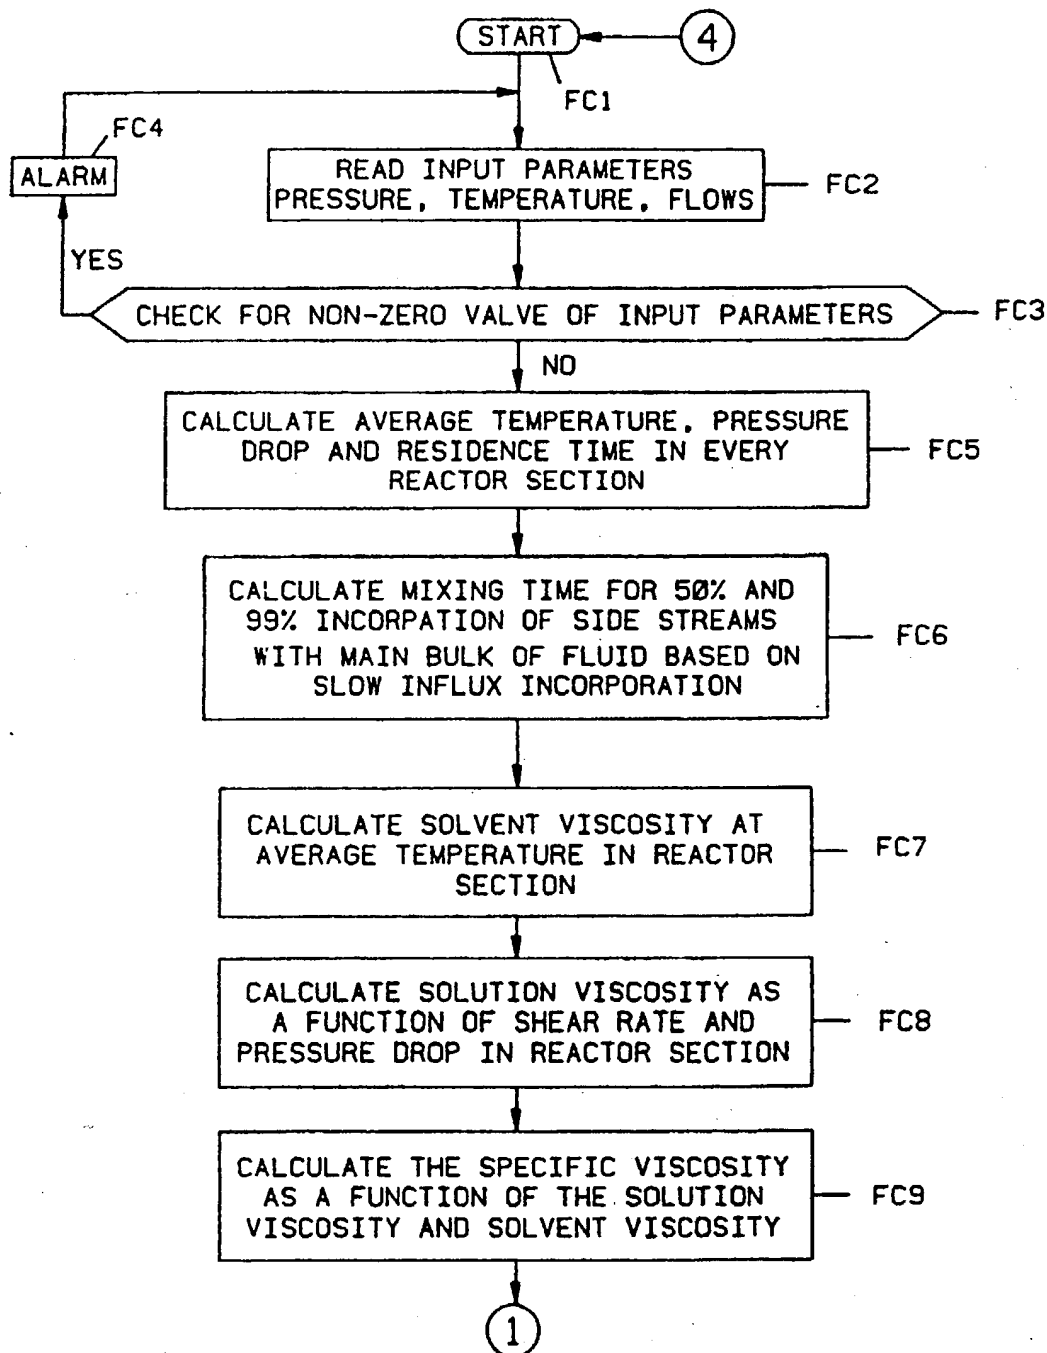 START
4
FC1
FC4
ALARM
READ INPUT PARAMETERS
PRESSURE, TEMPERATURE, FLOWS
FC2
YES
CHECK FOR NON-ZERO VALVE OF INPUT PARAMETERS
FC3
NO
CALCULATE AVERAGE TEMPERATURE, PRESSURE
DROP AND RESIDENCE TIME IN EVERY
REACTOR SECTION
FC5
CALCULATE MIXING TIME FOR 50% AND
99% INCORPATION OF SIDE STREAMS
WITH MAIN BULK OF FLUID BASED ON
SLOW INFLUX INCORPORATION
FC6
CALCULATE SOLVENT VISCOSITY AT
AVERAGE TEMPERATURE IN REACTOR
SECTION
FC7
CALCULATE SOLUTION VISCOSITY AS
A FUNCTION OF SHEAR RATE AND
PRESSURE DROP IN REACTOR SECTION
FC8
CALCULATE THE SPECIFIC VISCOSITY
AS A FUNCTION OF THE SOLUTION
VISCOSITY AND SOLVENT VISCOSITY
FC9
1